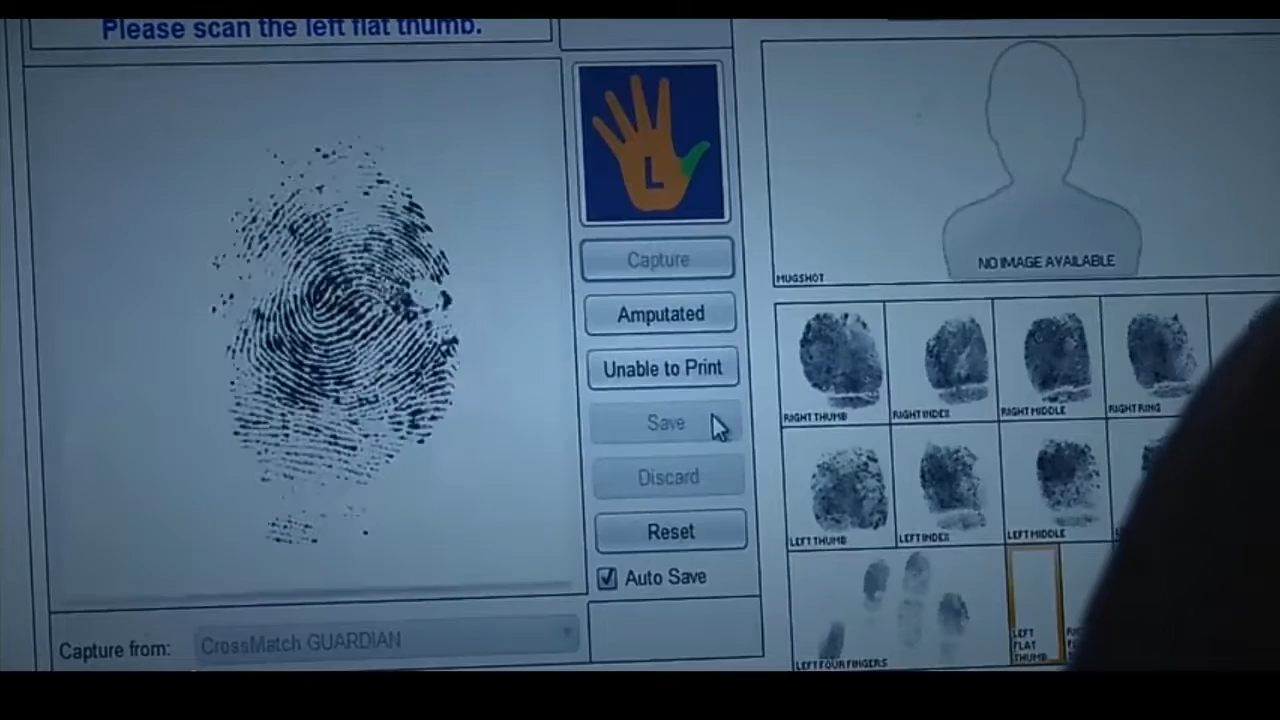 Please scan the left flat thumb.
L
Capture
Amputated
Unable to Print
Save
Discard
Reset
Auto Save
Capture from: CrossMatch GUARDIAN
NO IMAGE AVAILABLE
MUGSHOT
RIGHT THUMB
RIGHT INDEX
RIGHT MIDDLE
RIGHT RING
LEFT THUMB
LEFT INDEX
LEFT MIDDLE
LEFT FOUR FINGERS
LEFT
FLAT
THUMB